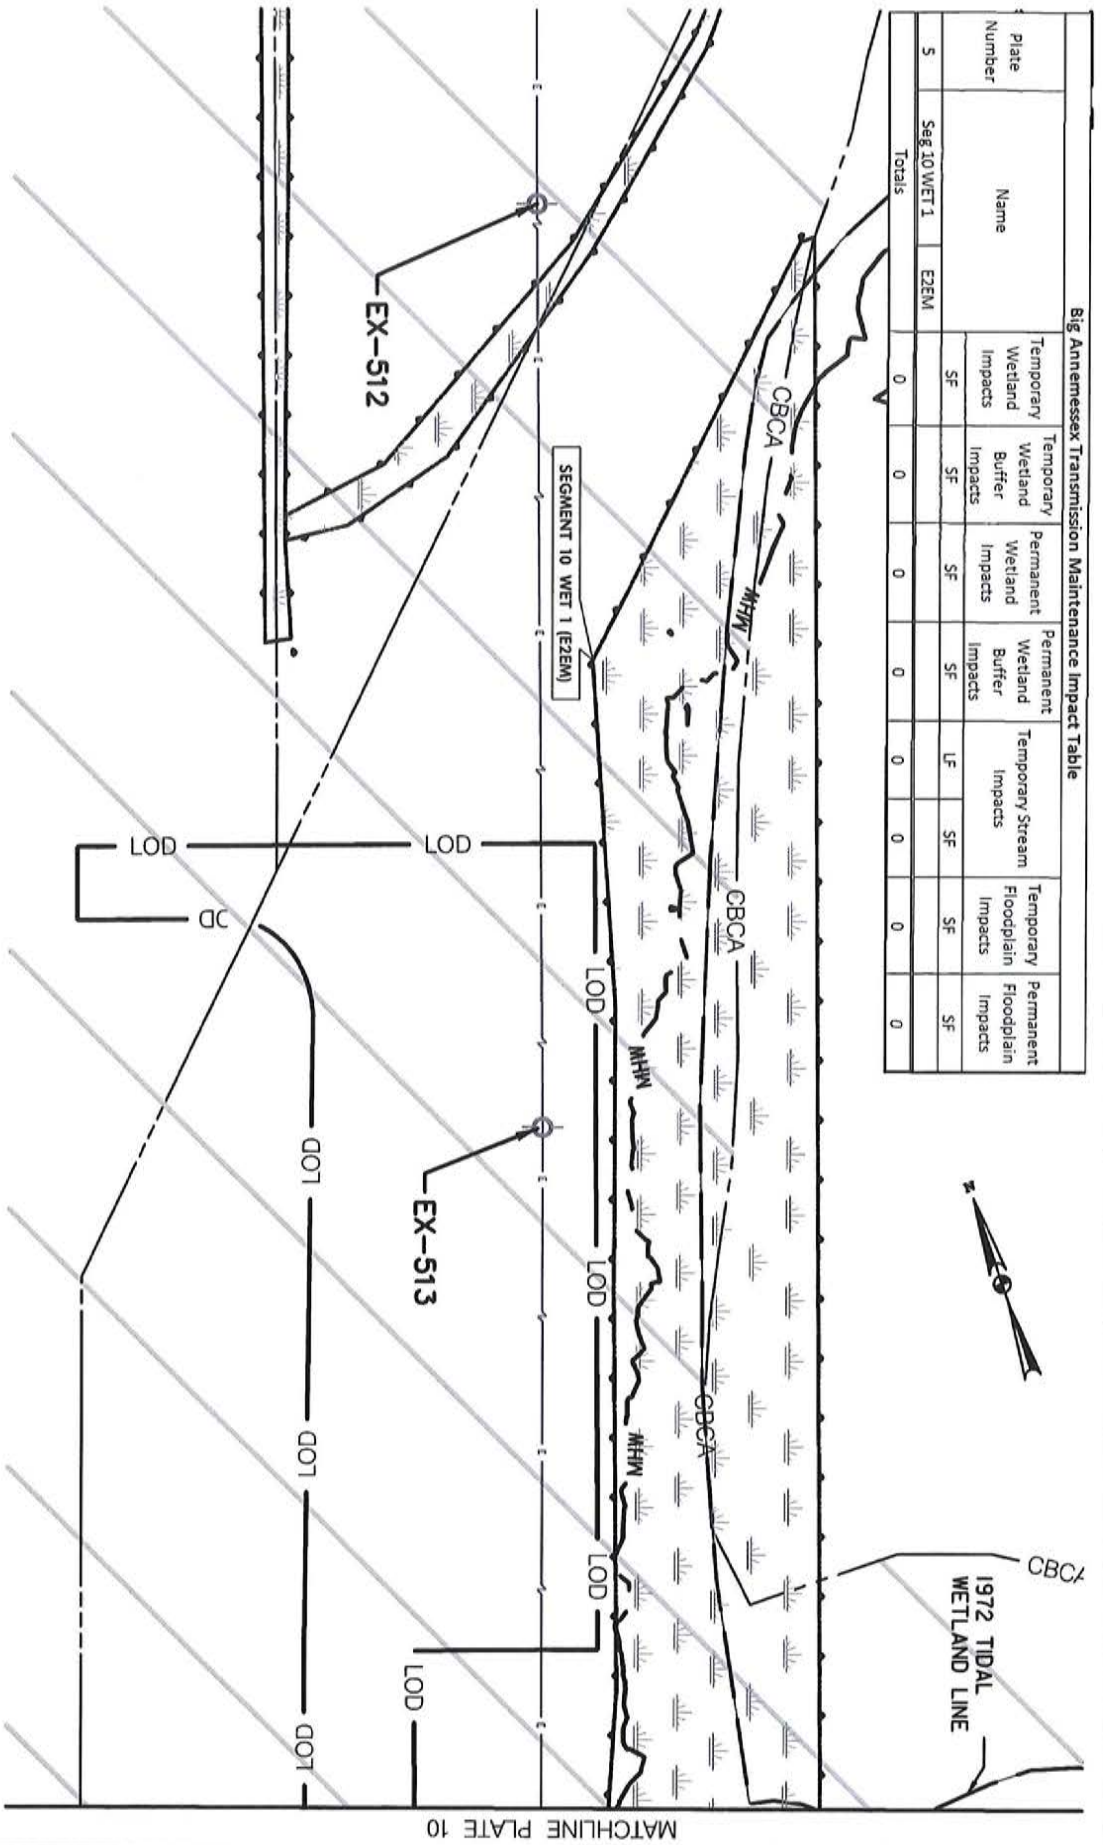 Big Annemessex Transmission Maintenance Impact Table
Plate Number
Name
Temporary Wetland Impacts
Temporary Wetland Buffer Impacts
Permanent Wetland Impacts
Permanent Wetland Buffer Impacts
Temporary Stream Impacts
Temporary Floodplain Impacts
Permanent Floodplain Impacts
SF SF SF SF LF SF SF SF
5 Seg 10 WET 1 E2EM 0 0 0 0 0 0 0 0
Totals
EX-512
CBCA
SEGMENT 10 WET 1 (E2EM)
MHW
LOD
LOD
CBCA
LOD
MHW
N
LOD
EX-513
LOD
CBCA
MHW
LOD
LOD
CBCA
1972 TIDAL
WETLAND LINE
LOD
LOD
MATCHLINE PLATE 10